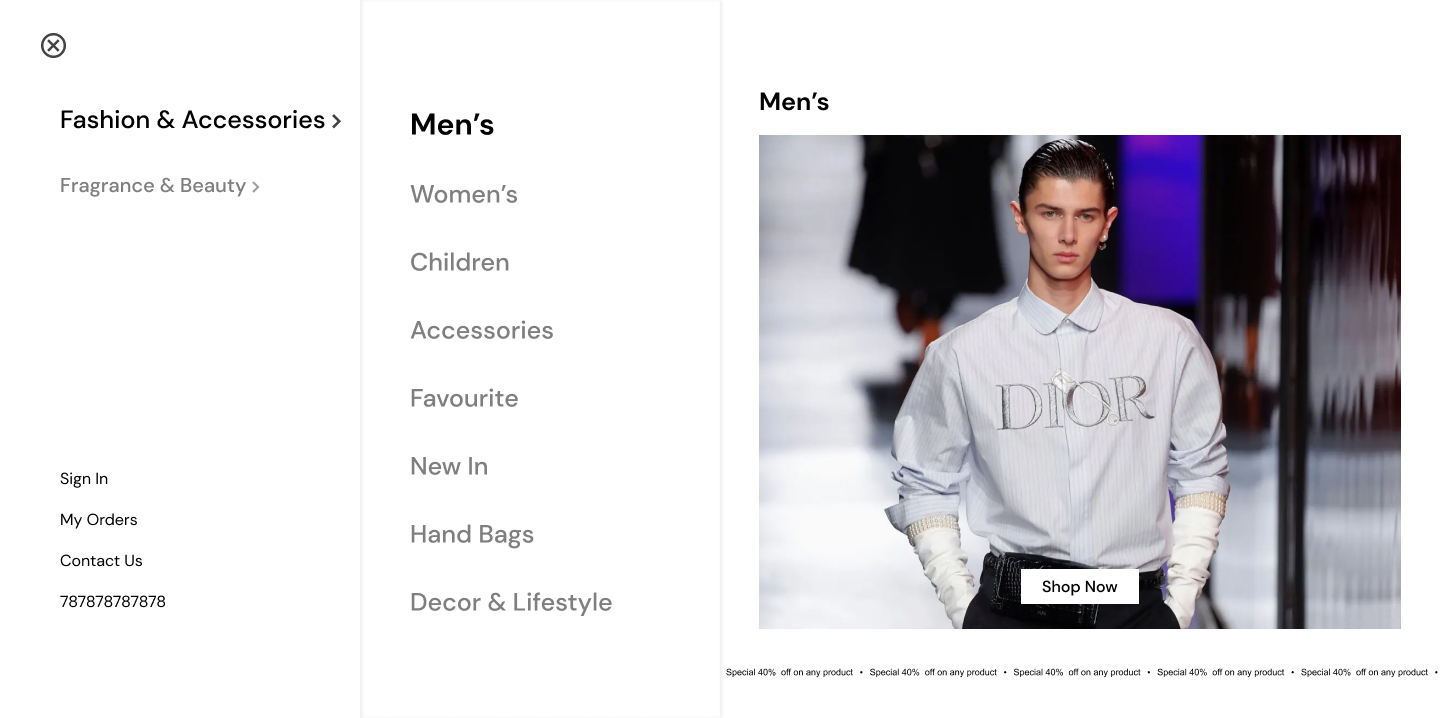 Fashion & Accessories
Fragrance & Beauty
Sign In
My Orders
Contact Us
787878787878
Men’s
Women’s
Children
Accessories
Favourite
New In
Hand Bags
Decor & Lifestyle
Men’s
DIOR
Shop Now
Special 40% off on any product • Special 40% off on any product • Special 40% off on any product • Special 40% off on any product • Special 40% off on any product •